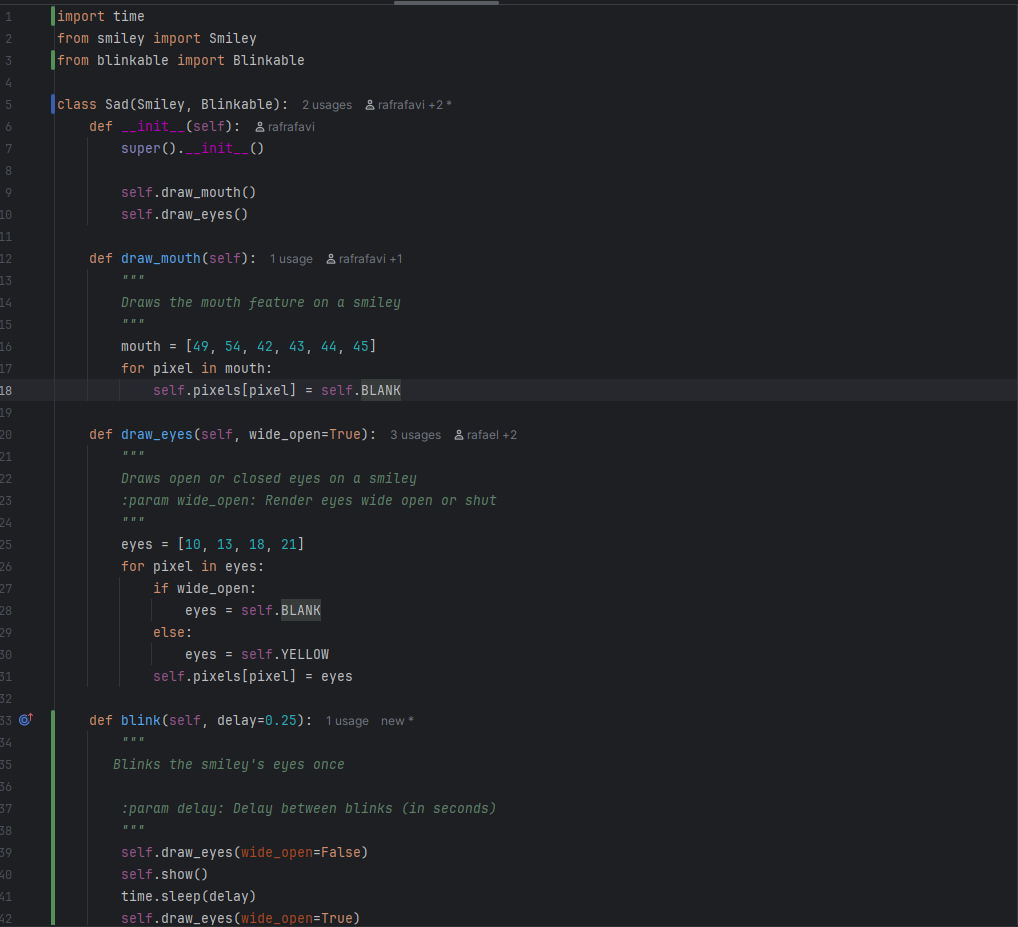 1 import time
2 from smiley import Smiley
3 from blinkable import Blinkable
4
5 class Sad(Smiley, Blinkable): 2 usages rafrafavi +2 *
6 def __init__(self): rafrafavi
7 super().__init__()
8
9 self.draw_mouth()
10 self.draw_eyes()
11
12 def draw_mouth(self): 1 usage rafrafavi +1
13 """
14 Draws the mouth feature on a smiley
15 """
16 mouth = [49, 54, 42, 43, 44, 45]
17 for pixel in mouth:
18 self.pixels[pixel] = self.BLANK
19
20 def draw_eyes(self, wide_open=True): 3 usages rafael +2
21 """
22 Draws open or closed eyes on a smiley
23 :param wide_open: Render eyes wide open or shut
24 """
25 eyes = [10, 13, 18, 21]
26 for pixel in eyes:
27 if wide_open:
28 eyes = self.BLANK
29 else:
30 eyes = self.YELLOW
31 self.pixels[pixel] = eyes
32
33 def blink(self, delay=0.25): 1 usage new *
34 """
35 Blinks the smiley's eyes once
36
37 :param delay: Delay between blinks (in seconds)
38 """
39 self.draw_eyes(wide_open=False)
40 self.show()
41 time.sleep(delay)
42 self.draw_eyes(wide_open=True)